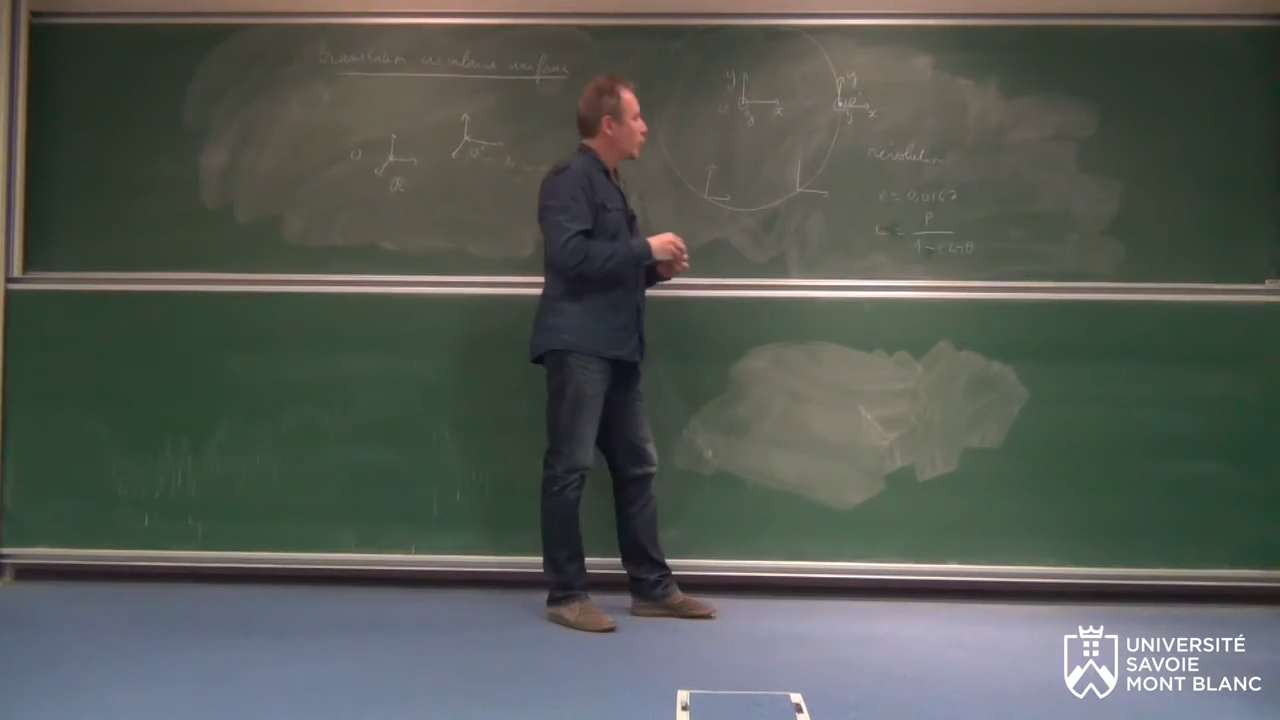 translation circulaire uniforme
O
R
O'
y
O
x
z
y
O'
z
x
révolution
e = 0,0167
r = p / 1 - e cos θ
UNIVERSITÉ
SAVOIE
MONT BLANC